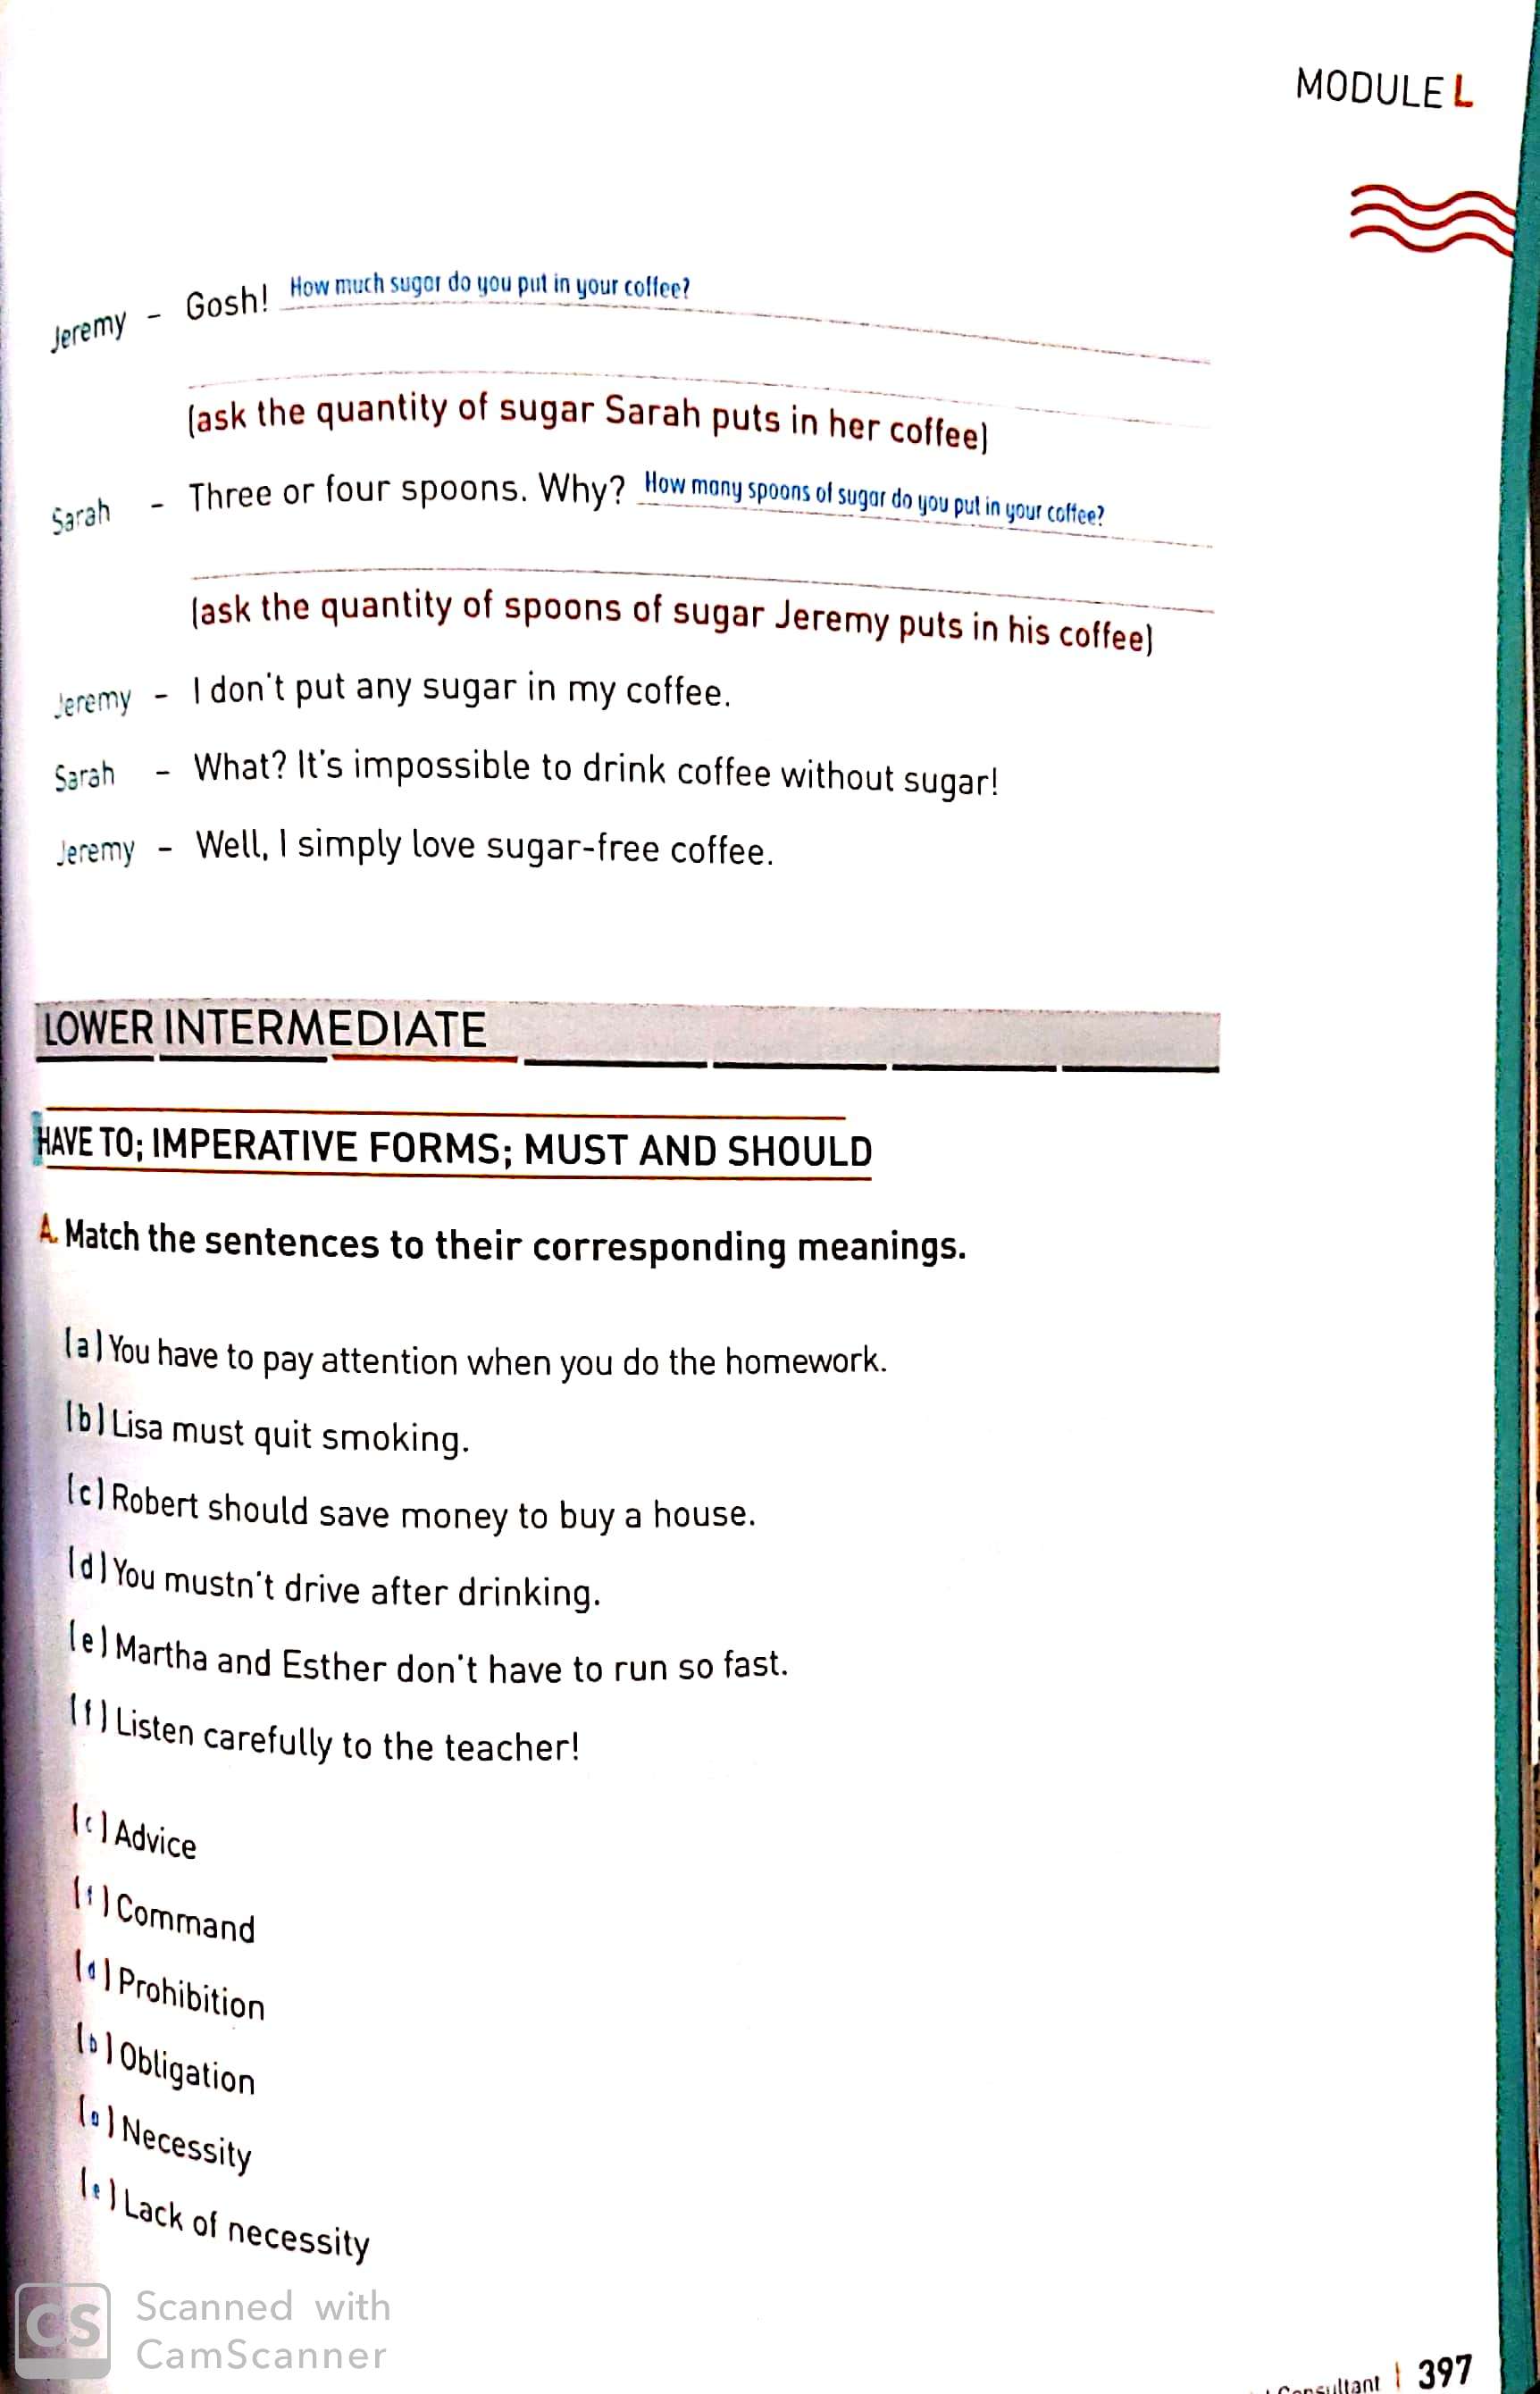 MODULE L
Jeremy - Gosh! How much sugar do you put in your coffee?
(ask the quantity of sugar Sarah puts in her coffee)
Sarah - Three or four spoons. Why? How many spoons of sugar do you put in your coffee?
(ask the quantity of spoons of sugar Jeremy puts in his coffee)
Jeremy - I don't put any sugar in my coffee.
Sarah - What? It's impossible to drink coffee without sugar!
Jeremy - Well, I simply love sugar-free coffee.
LOWER INTERMEDIATE
HAVE TO; IMPERATIVE FORMS; MUST AND SHOULD
A. Match the sentences to their corresponding meanings.
(a) You have to pay attention when you do the homework.
(b) Lisa must quit smoking.
(c) Robert should save money to buy a house.
(d) You mustn't drive after drinking.
(e) Martha and Esther don't have to run so fast.
(f) Listen carefully to the teacher!
(c) Advice
(f) Command
(d) Prohibition
(b) Obligation
(a) Necessity
(e) Lack of necessity
CS Scanned with
CamScanner
Consultant | 397